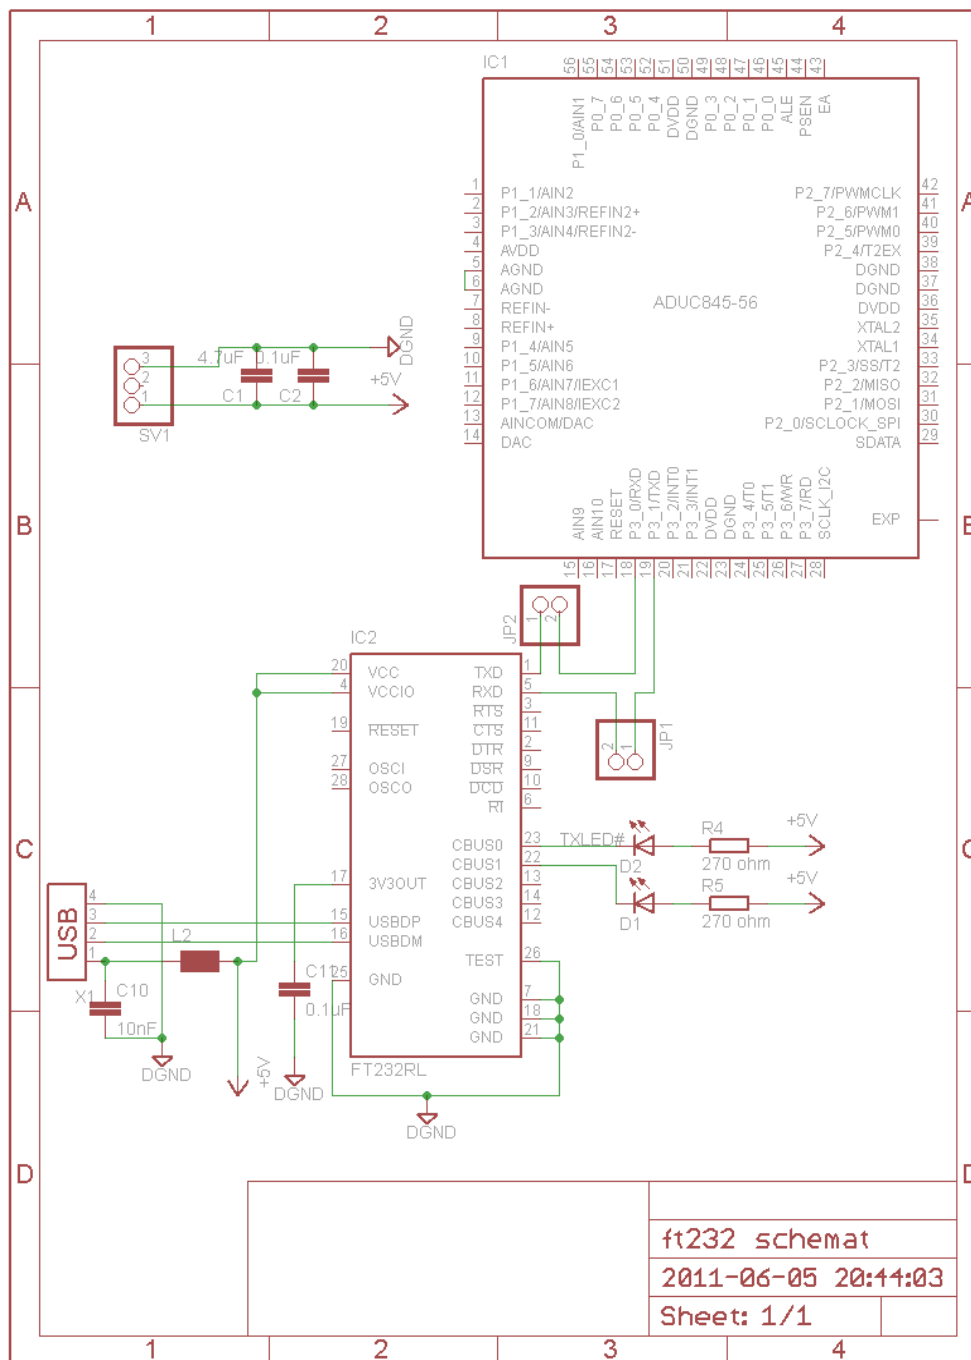 1 2 3 4
A
A
B
B
C
C
D
D
IC1
56 55 54 53 52 51 50 49 48 47 46 45 44 43
P1_0/AIN1 P0_7 P0_6 P0_5 P0_4 DVDD DGND P0_3 P0_2 P0_1 P0_0 ALE PSEN EA
1 P1_1/AIN2
2 P1_2/AIN3/REFIN2+
3 P1_3/AIN4/REFIN2-
4 AVDD
5 AGND
6 AGND
7 REFIN-
8 REFIN+
9 P1_4/AIN5
10 P1_5/AIN6
11 P1_6/AIN7/IEXC1
12 P1_7/AIN8/IEXC2
13 AINCOM/DAC
14 DAC
ADUC845-56
P2_7/PWMCLK 42
P2_6/PWM1 41
P2_5/PWM0 40
P2_4/T2EX 39
DGND 38
DGND 37
DVDD 36
XTAL2 35
XTAL1 34
P2_3/SS/T2 33
P2_2/MISO 32
P2_1/MOSI 31
P2_0/SCLOCK_SPI 30
SDATA 29
EXP
AIN9 AIN10 RESET P3_0/RXD P3_1/TXD P3_2/INT0 P3_3/INT1 DVDD DGND P3_4/T0 P3_5/T1 P3_6/WR P3_7/RD SCLK_I2C
15 16 17 18 19 20 21 22 23 24 25 26 27 28
3
2
1
SV1
4.7uF 0.1uF
C1 C2
DGND
+5V
JP2
1 2
JP1
2 1
IC2
20 VCC
4 VCCIO
19 RESET
27 OSCI
28 OSCO
17 3V3OUT
15 USBDP
16 USBDM
25 GND
TXD 1
RXD 5
RTS 3
CTS 11
DTR 2
DSR 9
DCD 10
RI 6
CBUS0 23
CBUS1 22
CBUS2 13
CBUS3 14
CBUS4 12
TEST 26
GND 7
GND 18
GND 21
FT232RL
TXLED#
D2
R4
270 ohm
+5V
D1
R5
270 ohm
+5V
USB
4
3
2
1
X1
L2
C10
10nF
DGND
+5V
C11
0.1uF
DGND
DGND
ft232 schemat
2011-06-05 20:44:03
Sheet: 1/1
1 2 3 4